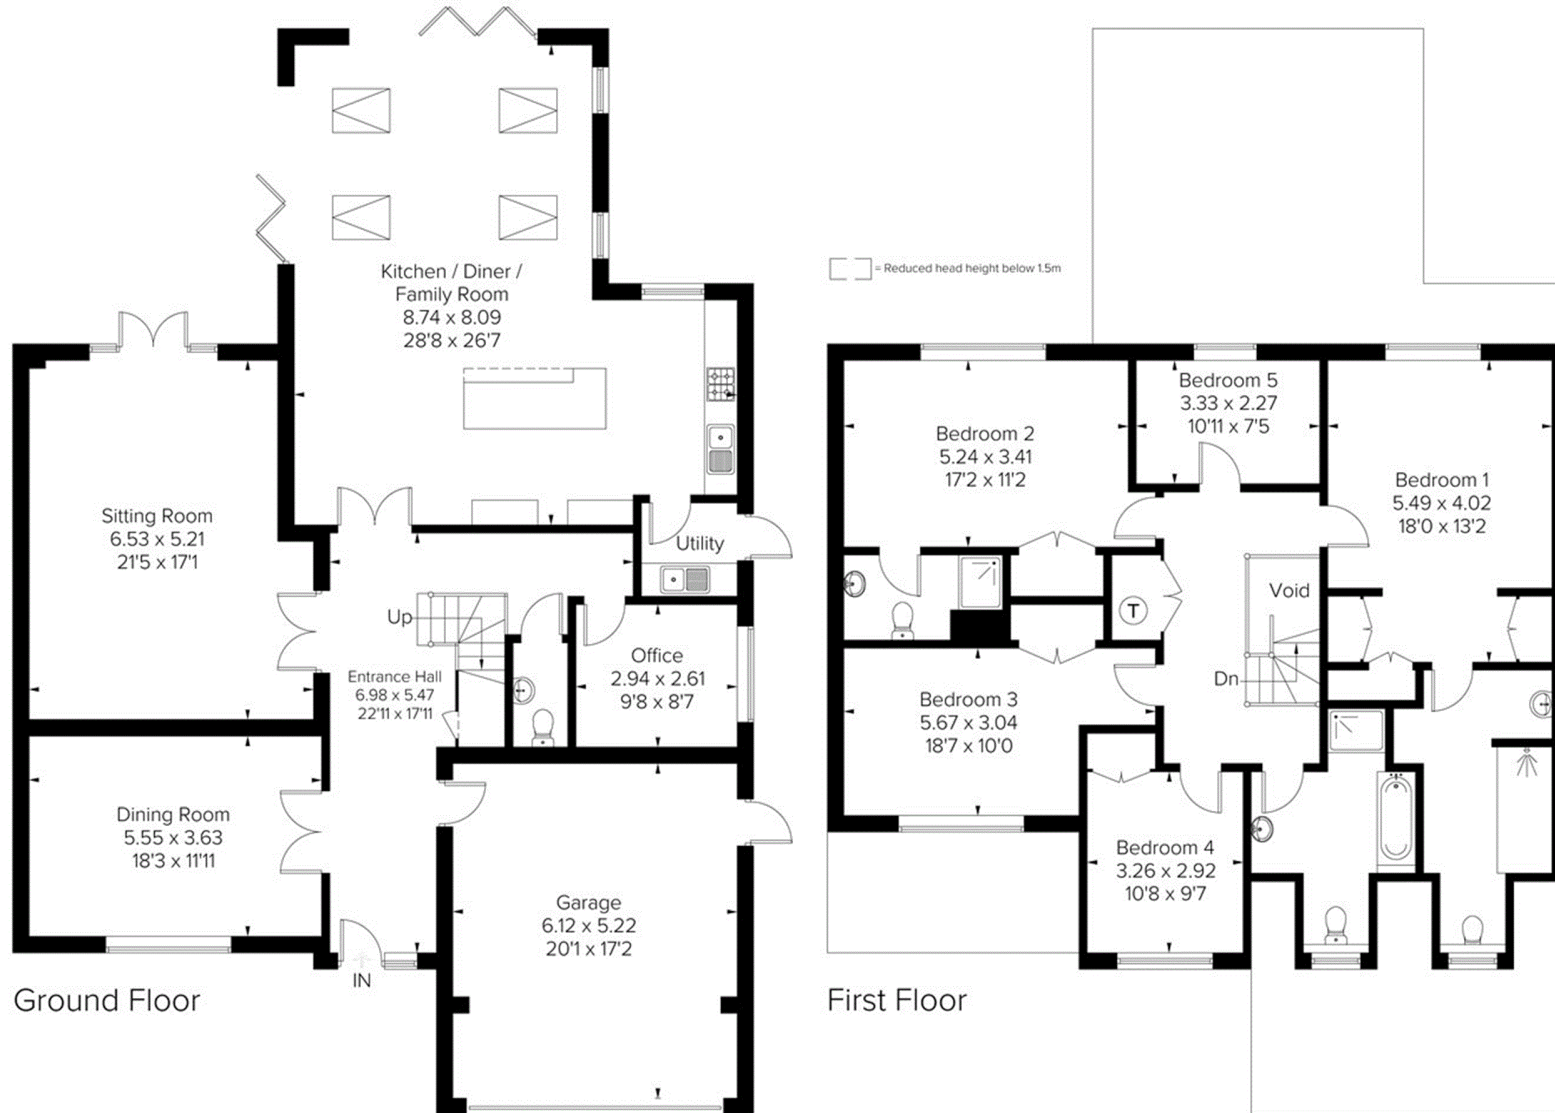 Kitchen / Diner /
Family Room
8.74 x 8.09
28'8 x 26'7
Sitting Room
6.53 x 5.21
21'5 x 17'1
Utility
Up
Entrance Hall
6.98 x 5.47
22'11 x 17'11
Office
2.94 x 2.61
9'8 x 8'7
Dining Room
5.55 x 3.63
18'3 x 11'11
Garage
6.12 x 5.22
20'1 x 17'2
IN
Ground Floor
= Reduced head height below 1.5m
Bedroom 2
5.24 x 3.41
17'2 x 11'2
Bedroom 5
3.33 x 2.27
10'11 x 7'5
Bedroom 1
5.49 x 4.02
18'0 x 13'2
T
Void
Dn
Bedroom 3
5.67 x 3.04
18'7 x 10'0
Bedroom 4
3.26 x 2.92
10'8 x 9'7
First Floor